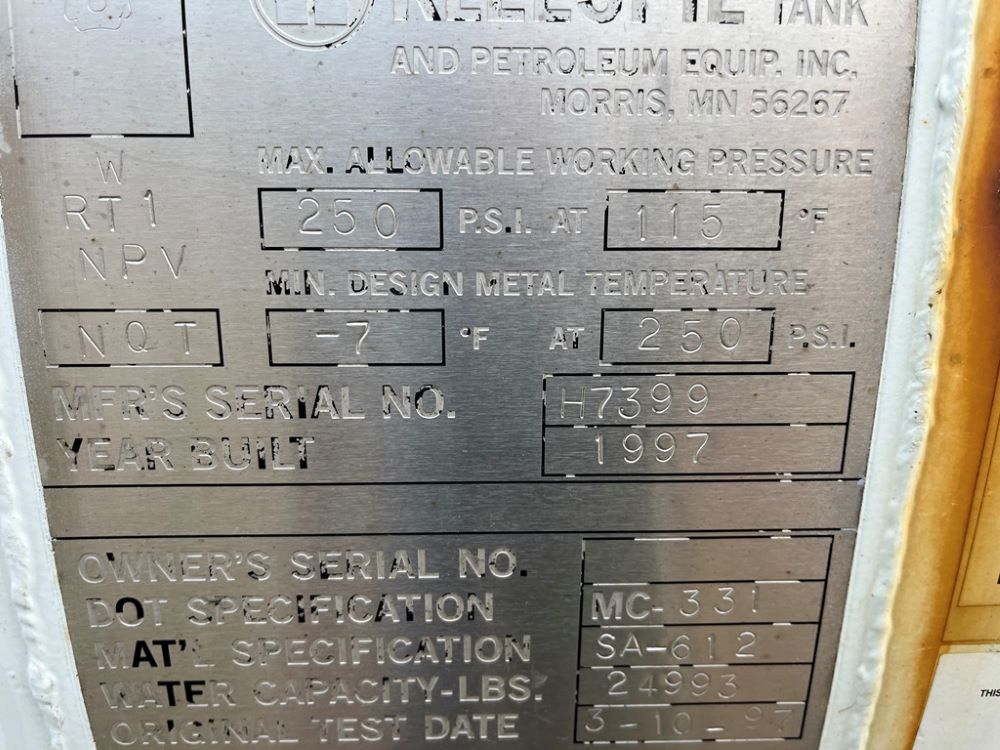 TANK
AND PETROLEUM EQUIP. INC.
MORRIS, MN 56267
W
RT1
NPV
MAX. ALLOWABLE WORKING PRESSURE
250 P.S.I. AT 115 °F
MIN. DESIGN METAL TEMPERATURE
NQT -7 °F AT 250 P.S.I.
MFR'S SERIAL NO. H7399
YEAR BUILT 1997
OWNER'S SERIAL NO.
DOT SPECIFICATION MC-331
MAT'L SPECIFICATION SA-612
WATER CAPACITY-LBS. 24993
ORIGINAL TEST DATE 3-10-97
THIS